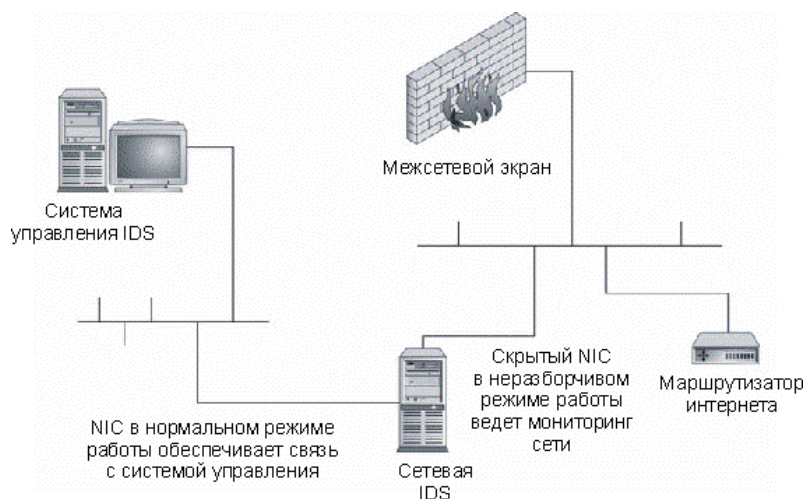 Межсетевой экран
Система
управления IDS
Скрытый NIC
в неразборчивом
режиме работы
ведет мониторинг
сети
Маршрутизатор
интернета
NIC в нормальном режиме
работы обеспечивает связь
с системой управления
Сетевая
IDS